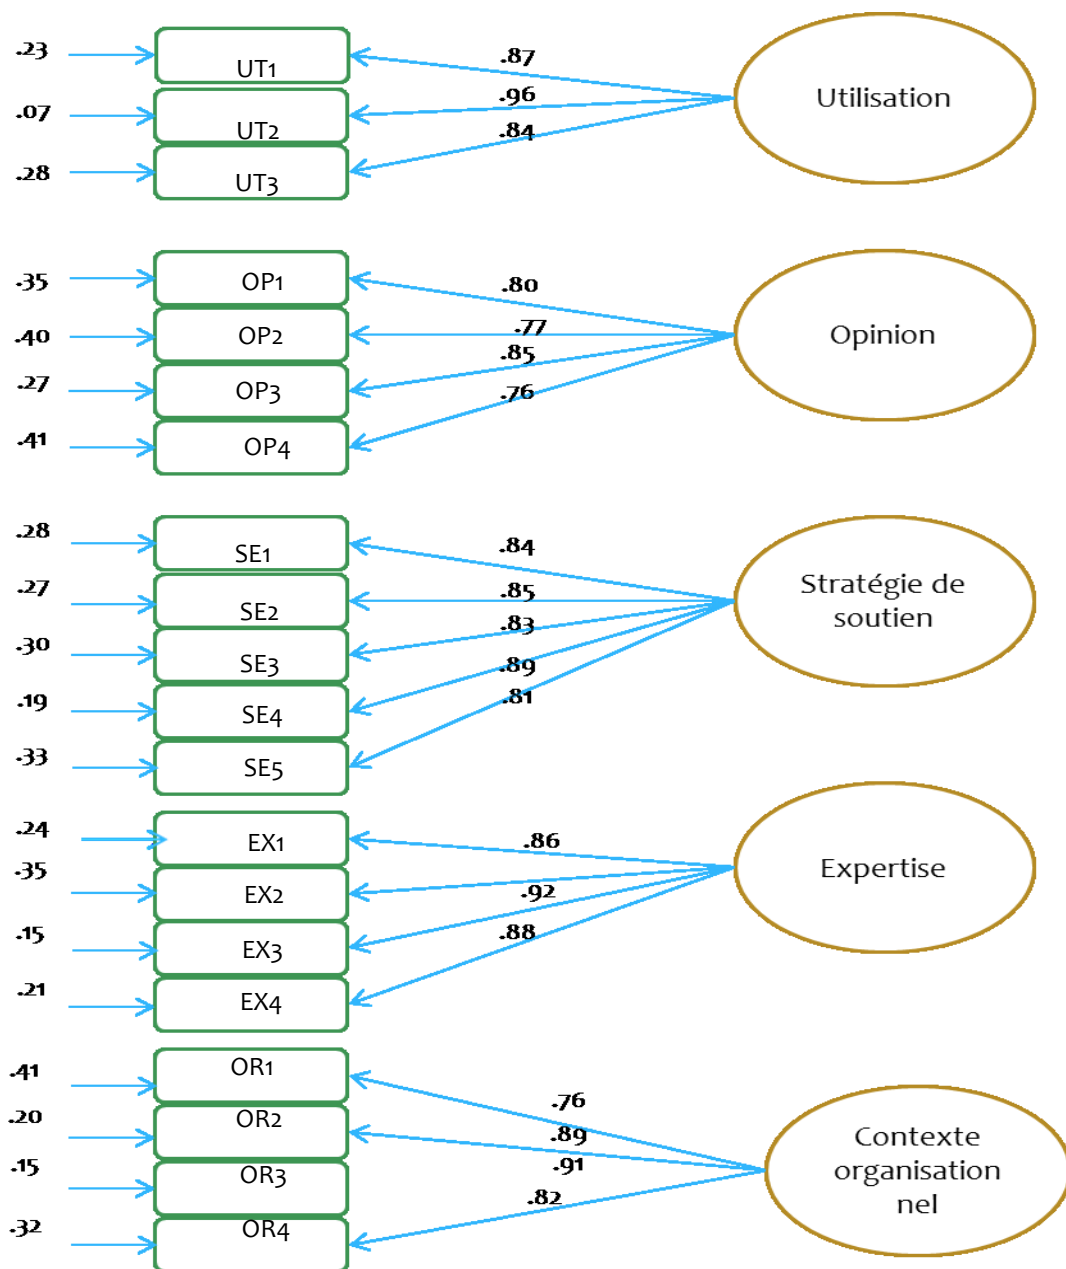 .23
UT1
.87
.07
UT2
.96
.28
UT3
.84
Utilisation
.35
OP1
.80
.40
OP2
.77
.27
OP3
.85
.41
OP4
.76
Opinion
.28
SE1
.84
.27
SE2
.85
.30
SE3
.83
.19
SE4
.89
.33
SE5
.81
Stratégie de
soutien
.24
EX1
.86
.35
EX2
.15
EX3
.92
.21
EX4
.88
Expertise
.41
OR1
.76
.20
OR2
.89
.15
OR3
.91
.32
OR4
.82
Contexte
organisation
nel